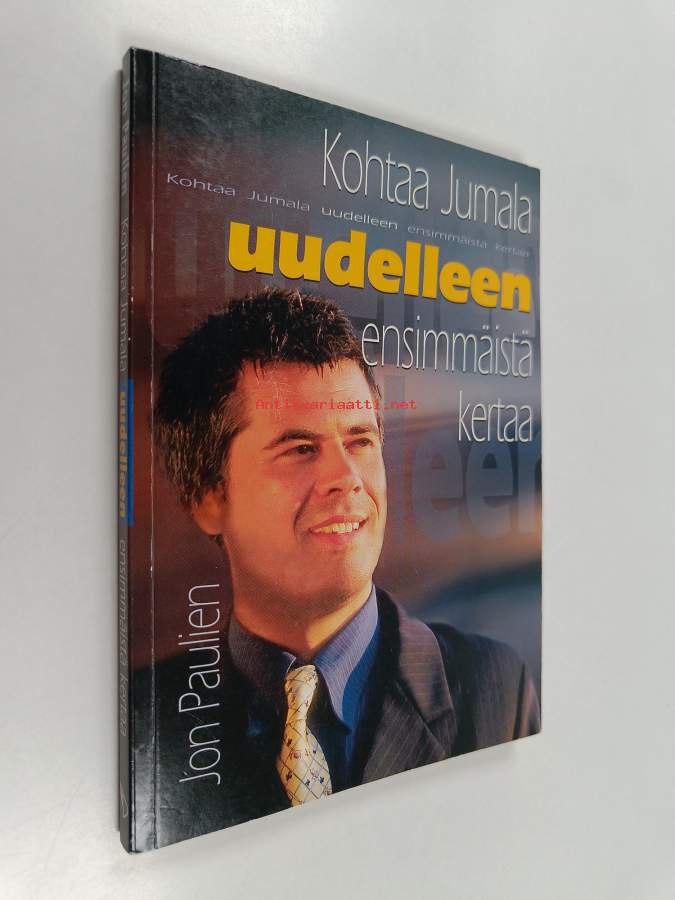 Kohtaa Jumala
Kohtaa Jumala uudelleen ensimmäistä kertaa
uudelleen
ensimmäistä
kertaa
Antikvariaatti.net
Jon Paulien
Jon Paulien Kohtaa Jumala uudelleen ensimmäistä kertaa